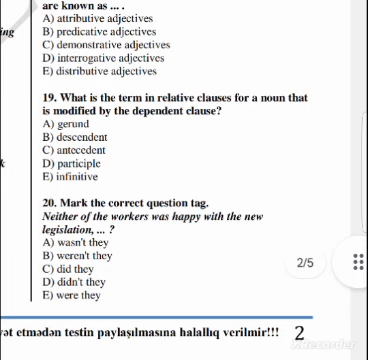 are known as ... .
A) attributive adjectives
ing
B) predicative adjectives
C) demonstrative adjectives
D) interrogative adjectives
E) distributive adjectives
19. What is the term in relative clauses for a noun that
is modified by the dependent clause?
A) gerund
B) descendent
C) antecedent
k
D) participle
E) infinitive
20. Mark the correct question tag.
Neither of the workers was happy with the new
legislation, ... ?
A) wasn't they
B) weren't they
C) did they
D) didn't they
E) were they
2/5
ət etmədən testin paylaşılmasına halallıq verilmir!!! 2